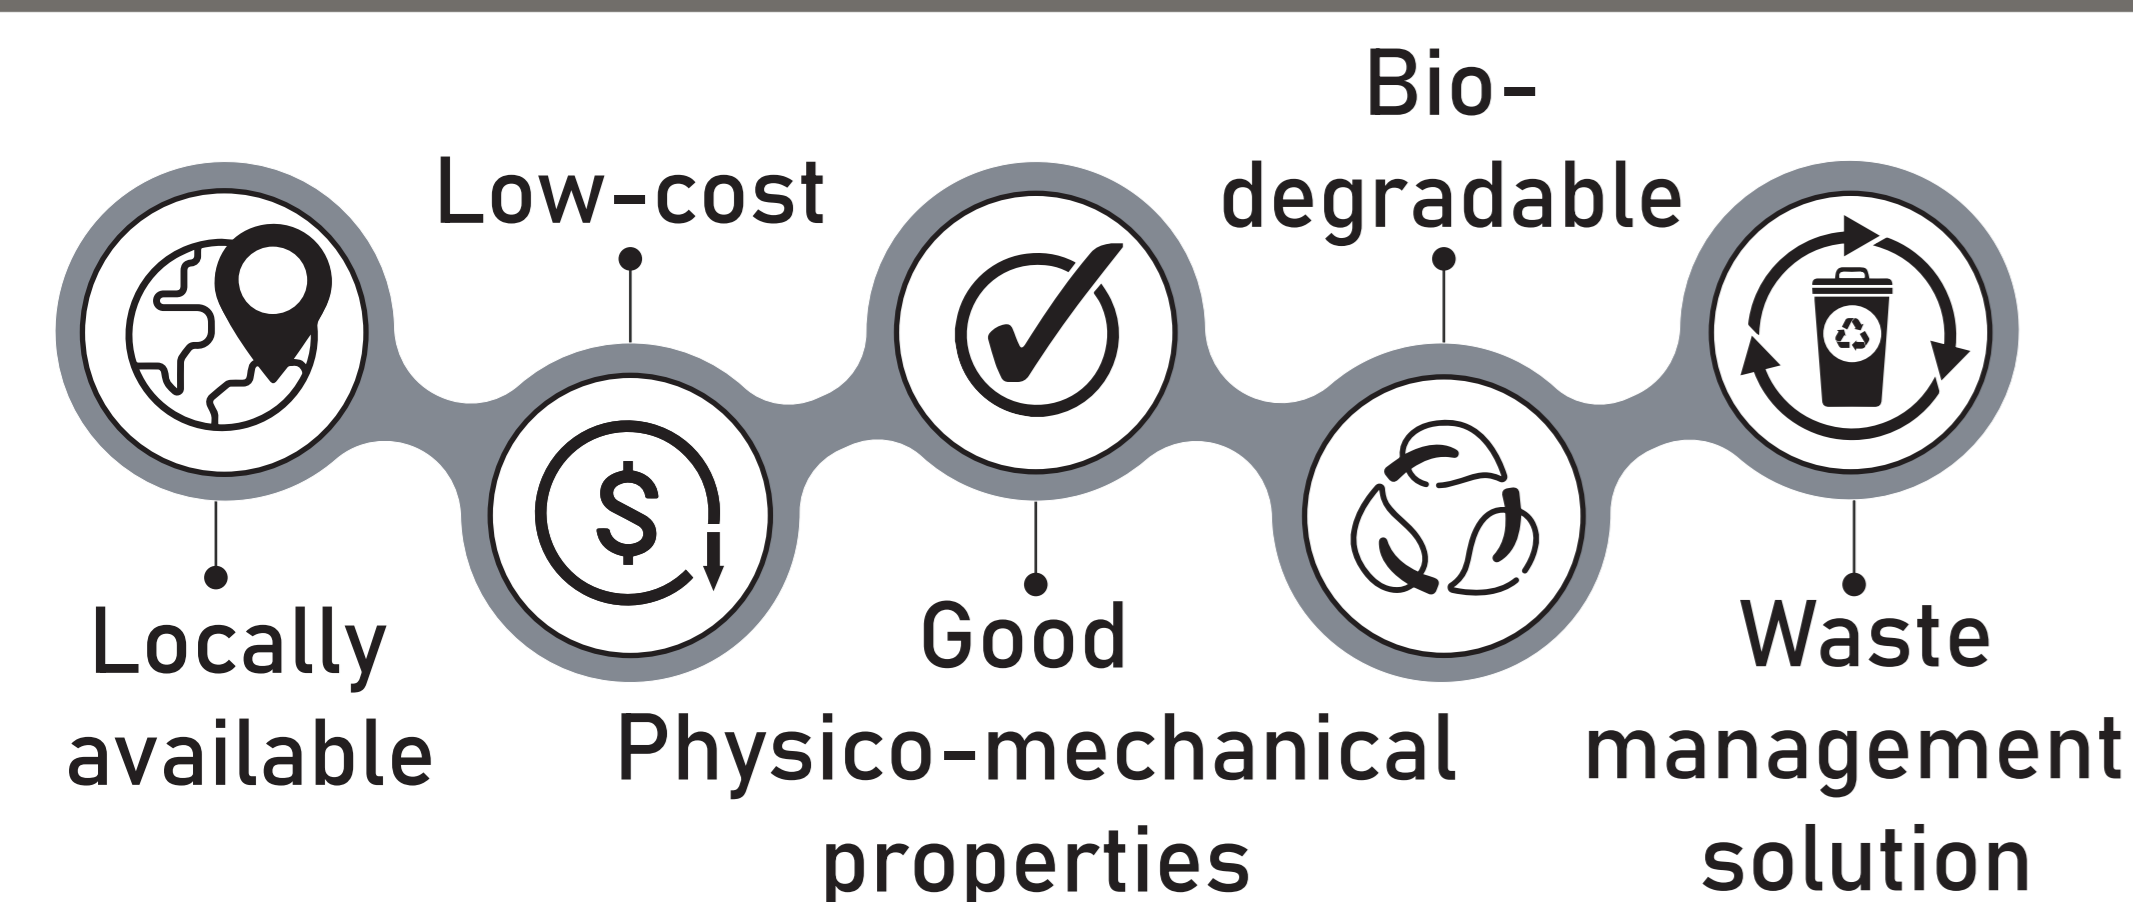 Locally
available
Low-cost
$
Good
Physico-mechanical
properties
Bio-
degradable
Waste
management
solution